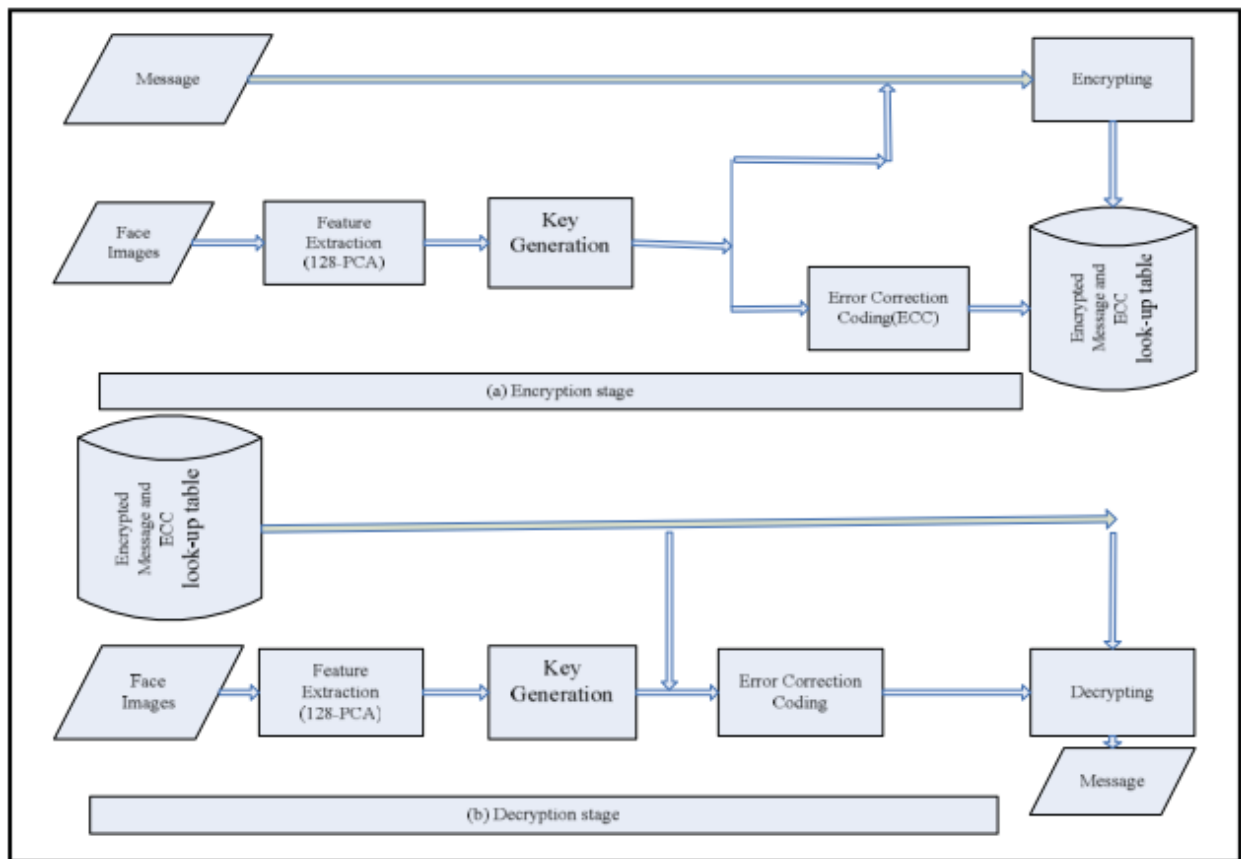 Message
Encrypting
Face
Images
Feature
Extraction
(128-PCA)
Key
Generation
Error Correction
Coding(ECC)
Encrypted
Message and
ECC
look-up table
(a) Encryption stage
Encrypted
Message and
ECC
look-up table
Face
Images
Feature
Extraction
(128-PCA)
Key
Generation
Error Correction
Coding
Decrypting
Message
(b) Decryption stage